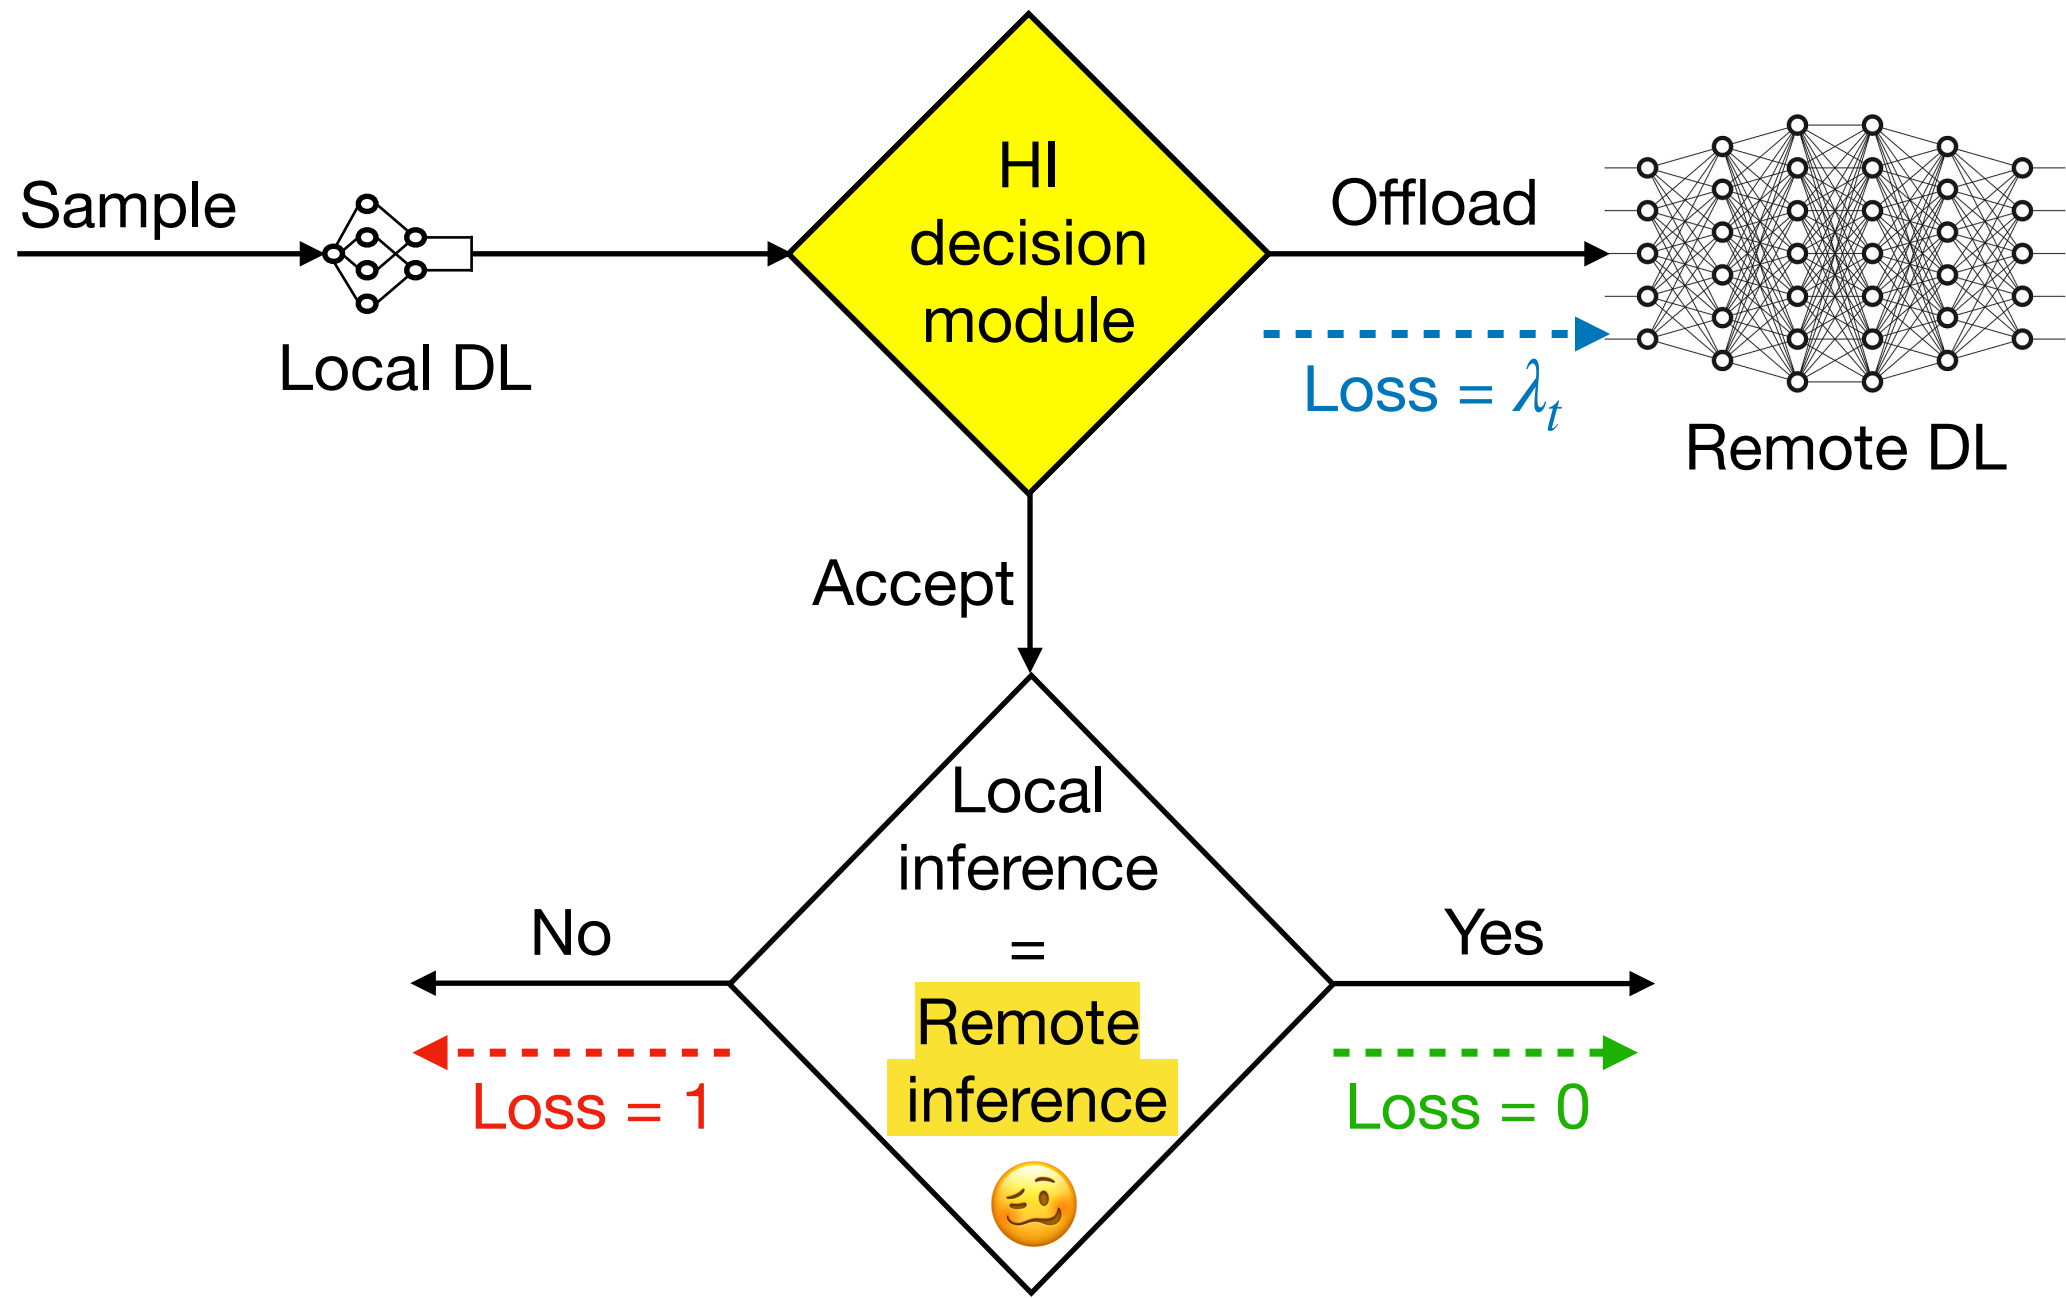 Sample
Local DL
HI
decision
module
Offload
Loss = λ_t
Remote DL
Accept
Local
inference
=
Remote
inference
No
Loss = 1
Yes
Loss = 0